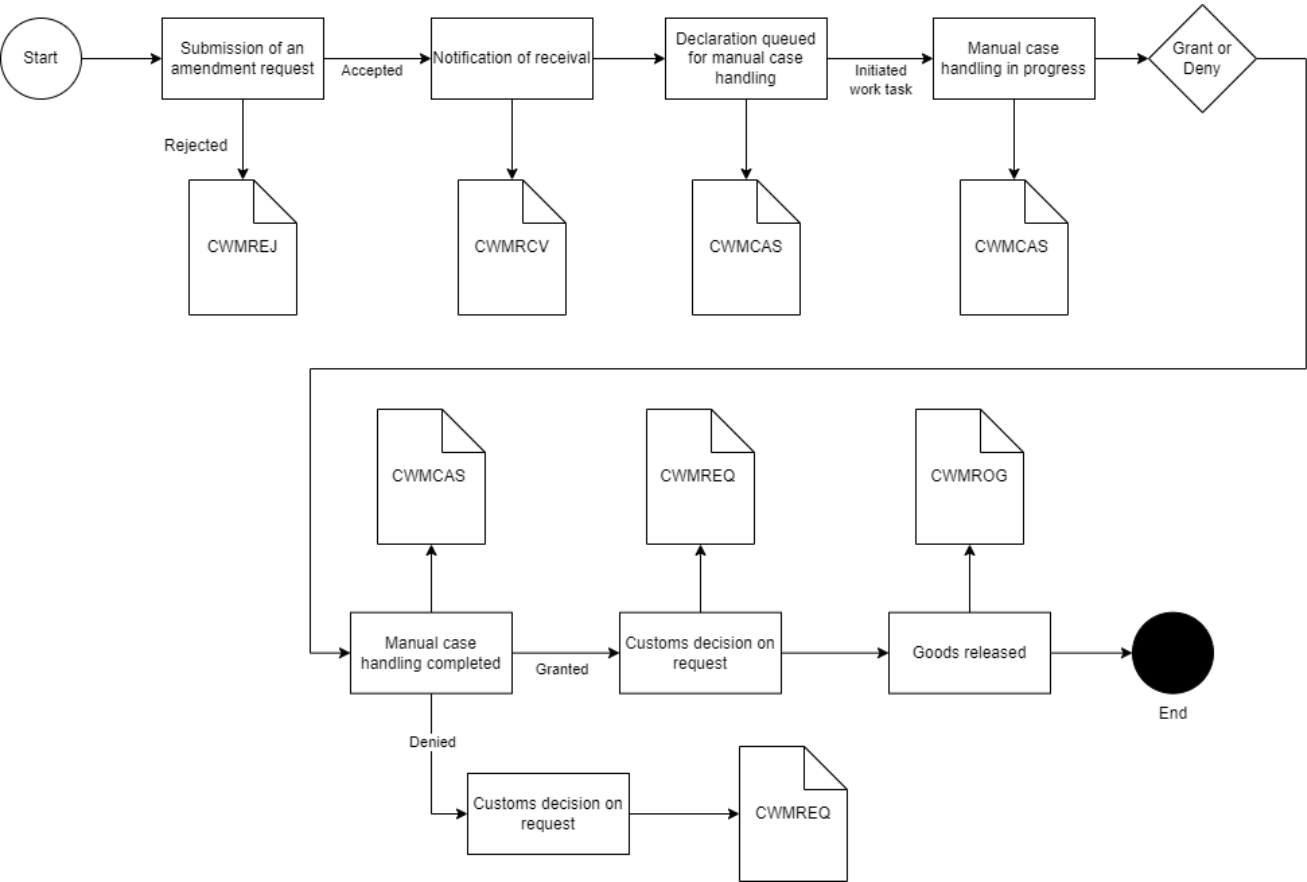 Start
Submission of an
amendment request
Accepted
Notification of receival
Declaration queued
for manual case
handling
Initiated
work task
Manual case
handling in progress
Grant or
Deny
Rejected
CWMREJ
CWMRCV
CWMCAS
CWMCAS
CWMCAS
CWMREQ
CWMROG
Manual case
handling completed
Granted
Customs decision on
request
Goods released
End
Denied
Customs decision on
request
CWMREQ